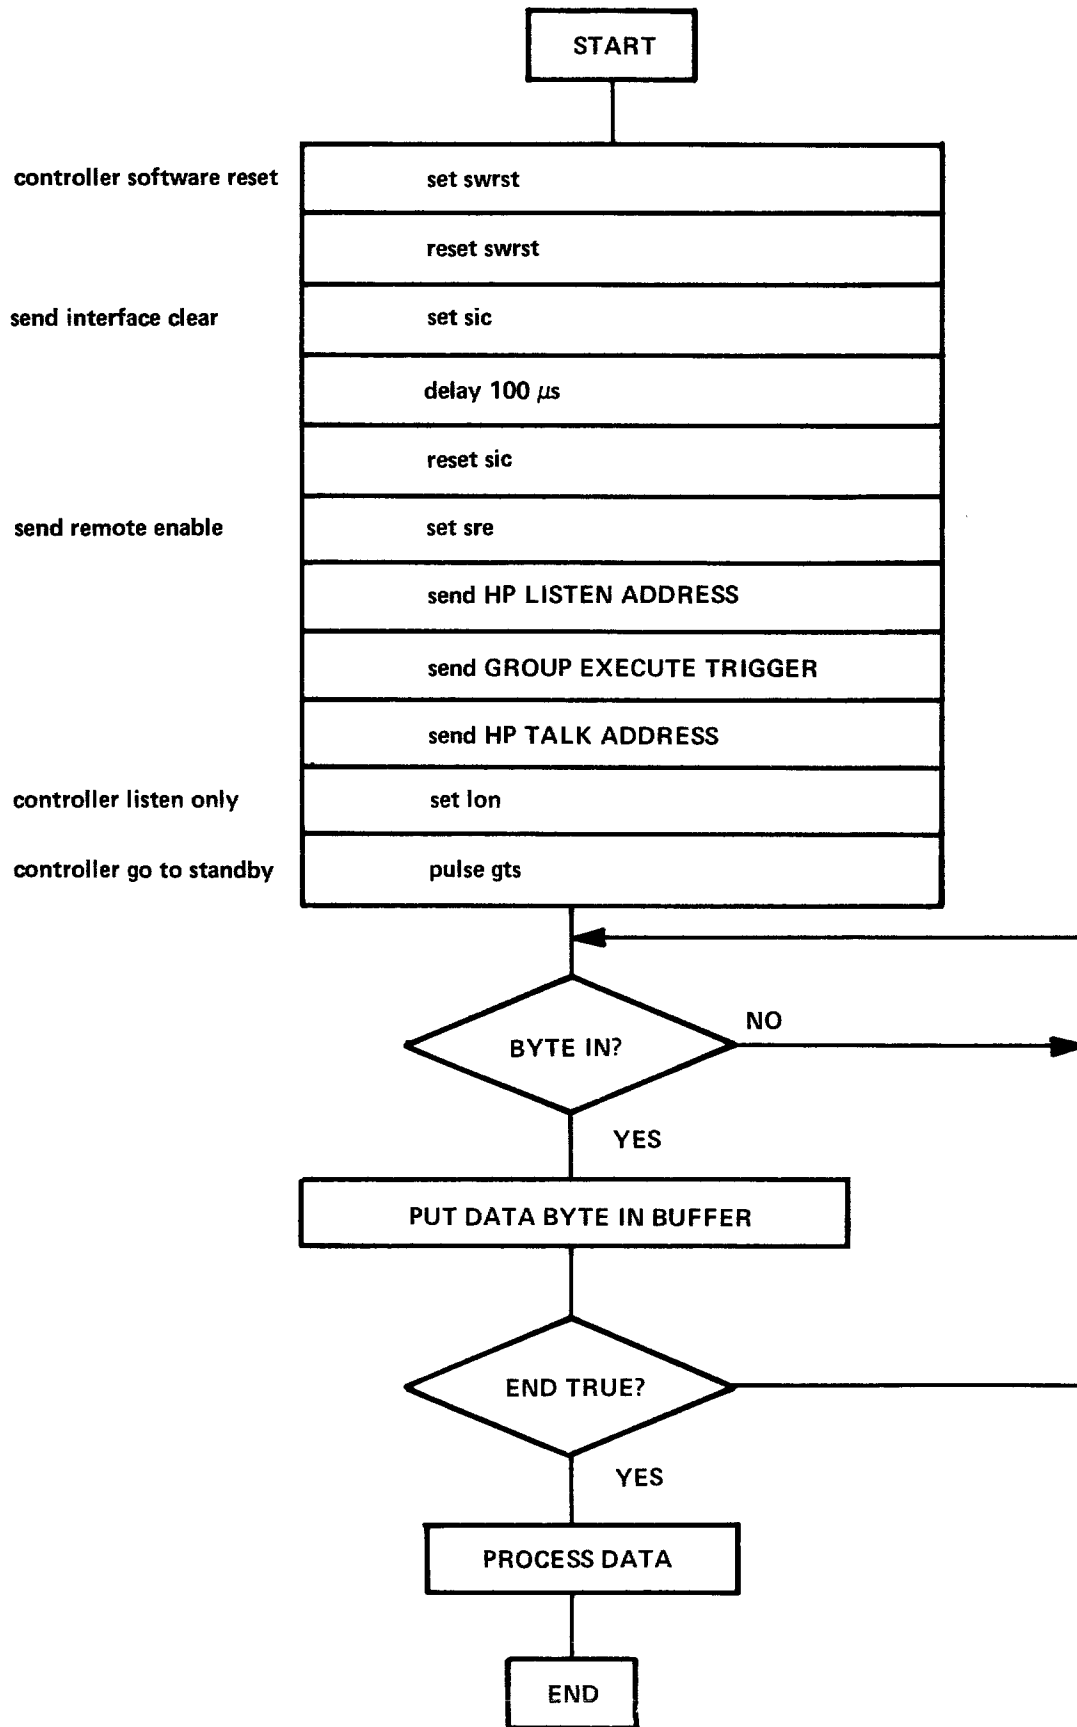 START
controller software reset
set swrst
reset swrst
send interface clear
set sic
delay 100 μs
reset sic
send remote enable
set sre
send HP LISTEN ADDRESS
send GROUP EXECUTE TRIGGER
send HP TALK ADDRESS
controller listen only
set lon
controller go to standby
pulse gts
BYTE IN?
NO
YES
PUT DATA BYTE IN BUFFER
END TRUE?
YES
PROCESS DATA
END